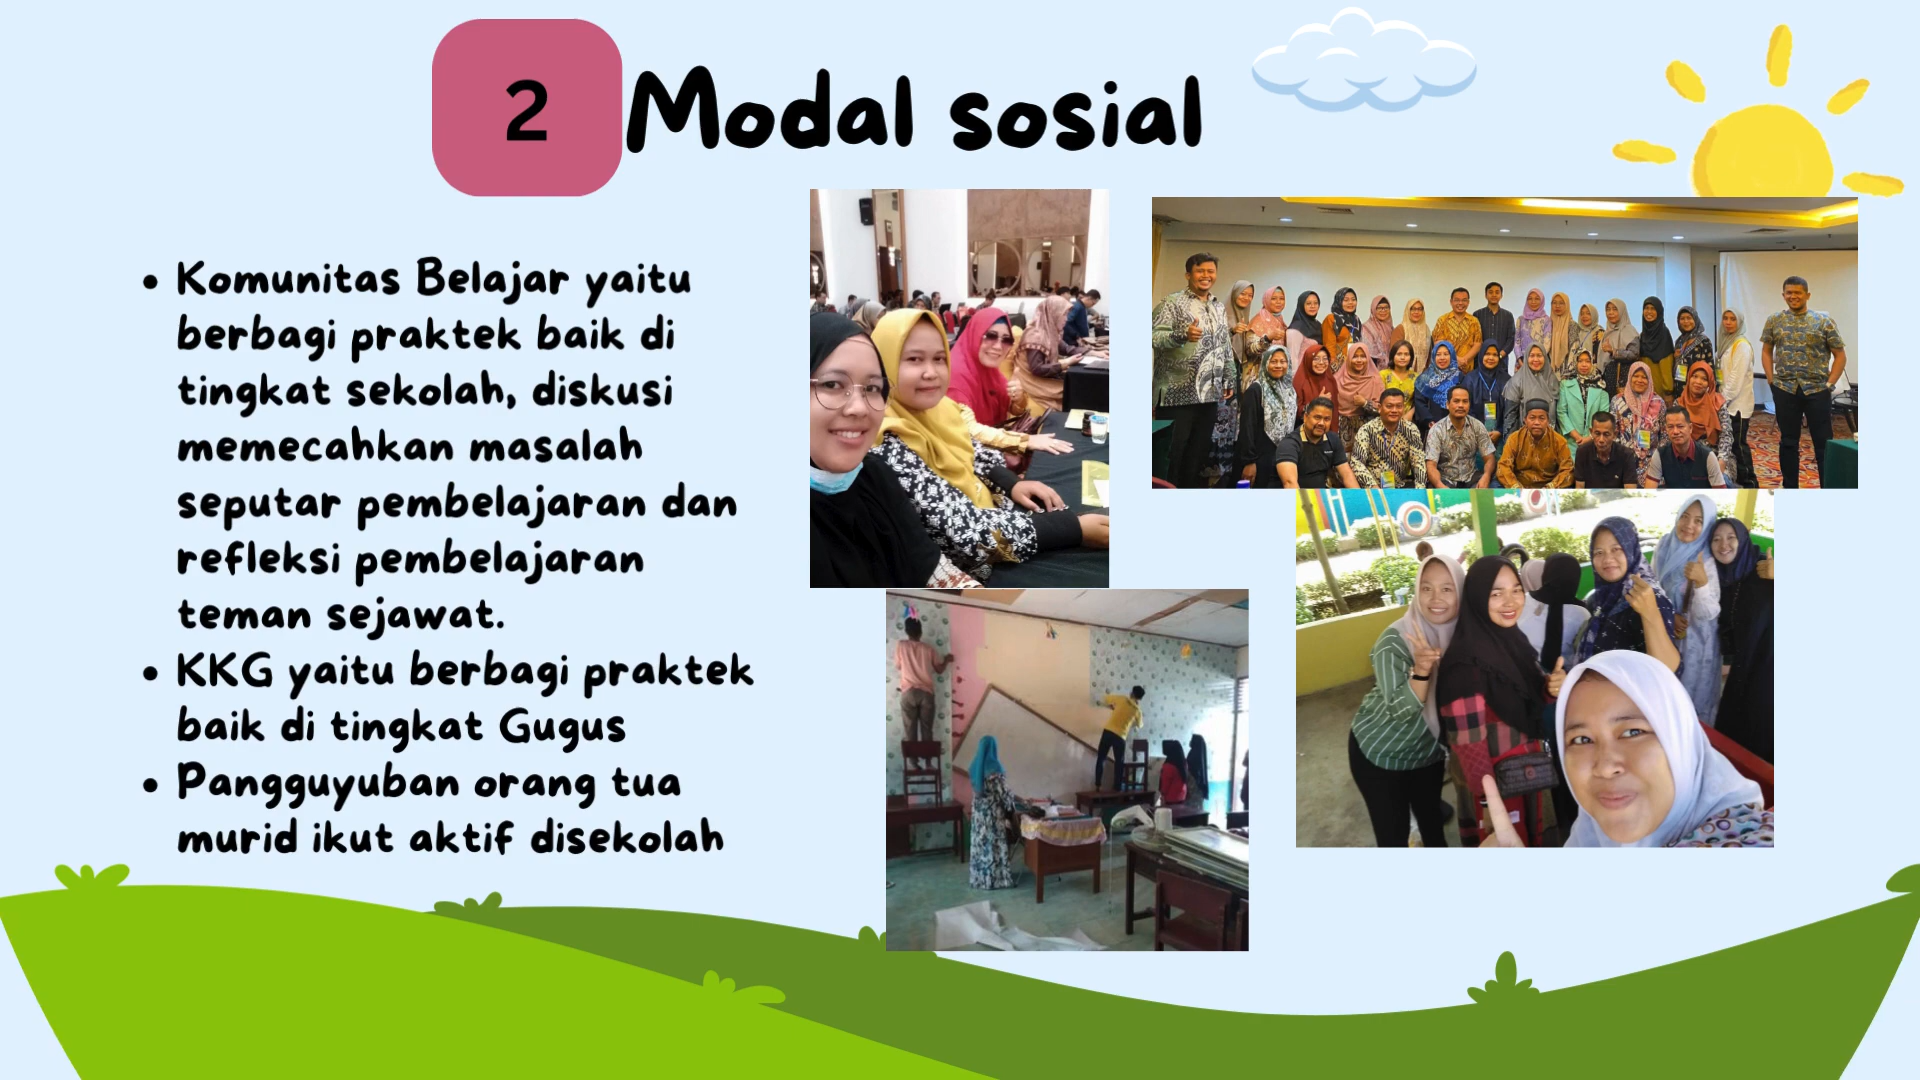 2 Modal sosial
• Komunitas Belajar yaitu
berbagi praktek baik di
tingkat sekolah, diskusi
memecahkan masalah
seputar pembelajaran dan
refleksi pembelajaran
teman sejawat.
• KKG yaitu berbagi praktek
baik di tingkat Gugus
• Pangguyuban orang tua
murid ikut aktif disekolah